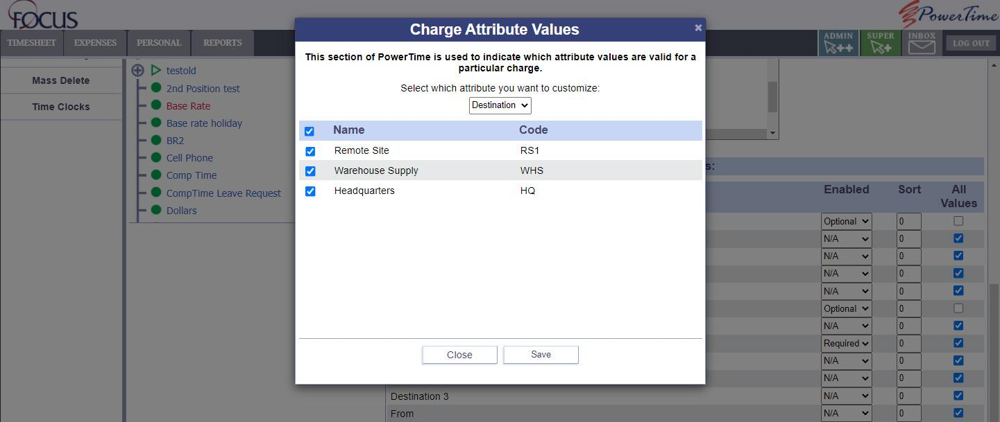 FOCUS
PowerTime
TIMESHEET EXPENSES PERSONAL REPORTS
ADMIN SUPER INBOX LOG OUT
Mass Delete
Time Clocks
testold
2nd Position test
Base Rate
Base rate holiday
BR2
Cell Phone
Comp Time
CompTime Leave Request
Dollars
Charge Attribute Values
This section of PowerTime is used to indicate which attribute values are valid for a
particular charge.
Select which attribute you want to customize:
Destination
Name Code
Remote Site RS1
Warehouse Supply WHS
Headquarters HQ
Close Save
s:
Enabled Sort All
Values
Optional 0
N/A 0
N/A 0
N/A 0
N/A 0
Optional 0
N/A 0
Required 0
N/A 0
N/A 0
Destination 3 N/A 0
From N/A 0